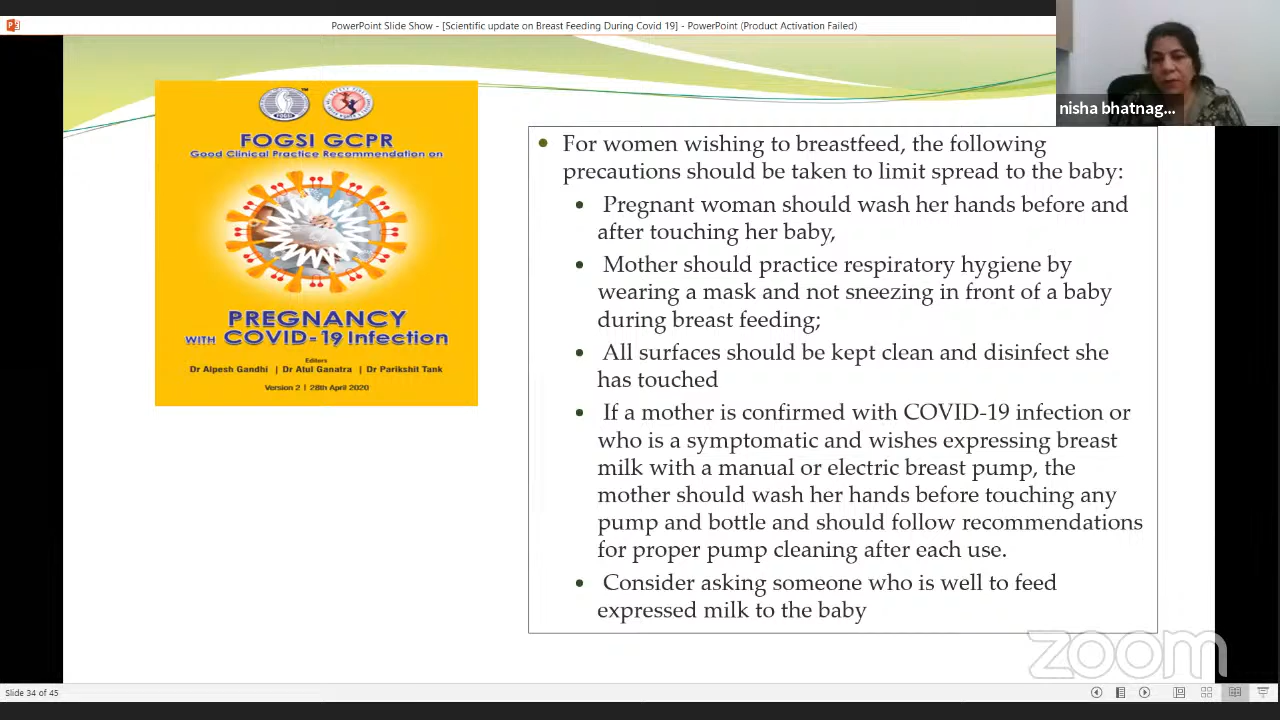 PowerPoint Slide Show - [Scientific update on Breast Feeding During Covid 19] - PowerPoint (Product Activation Failed)
nisha bhatnag...
FOGSI
FOGSI GCPR
Good Clinical Practice Recommendation on
PREGNANCY
WITH COVID-19 Infection
Editors
Dr Alpesh Gandhi | Dr Atul Ganatra | Dr Parikshit Tank
Version 2 | 28th April 2020
• For women wishing to breastfeed, the following
precautions should be taken to limit spread to the baby:
• Pregnant woman should wash her hands before and
after touching her baby,
• Mother should practice respiratory hygiene by
wearing a mask and not sneezing in front of a baby
during breast feeding;
• All surfaces should be kept clean and disinfect she
has touched
• If a mother is confirmed with COVID-19 infection or
who is a symptomatic and wishes expressing breast
milk with a manual or electric breast pump, the
mother should wash her hands before touching any
pump and bottle and should follow recommendations
for proper pump cleaning after each use.
• Consider asking someone who is well to feed
expressed milk to the baby
zoom
Slide 34 of 45